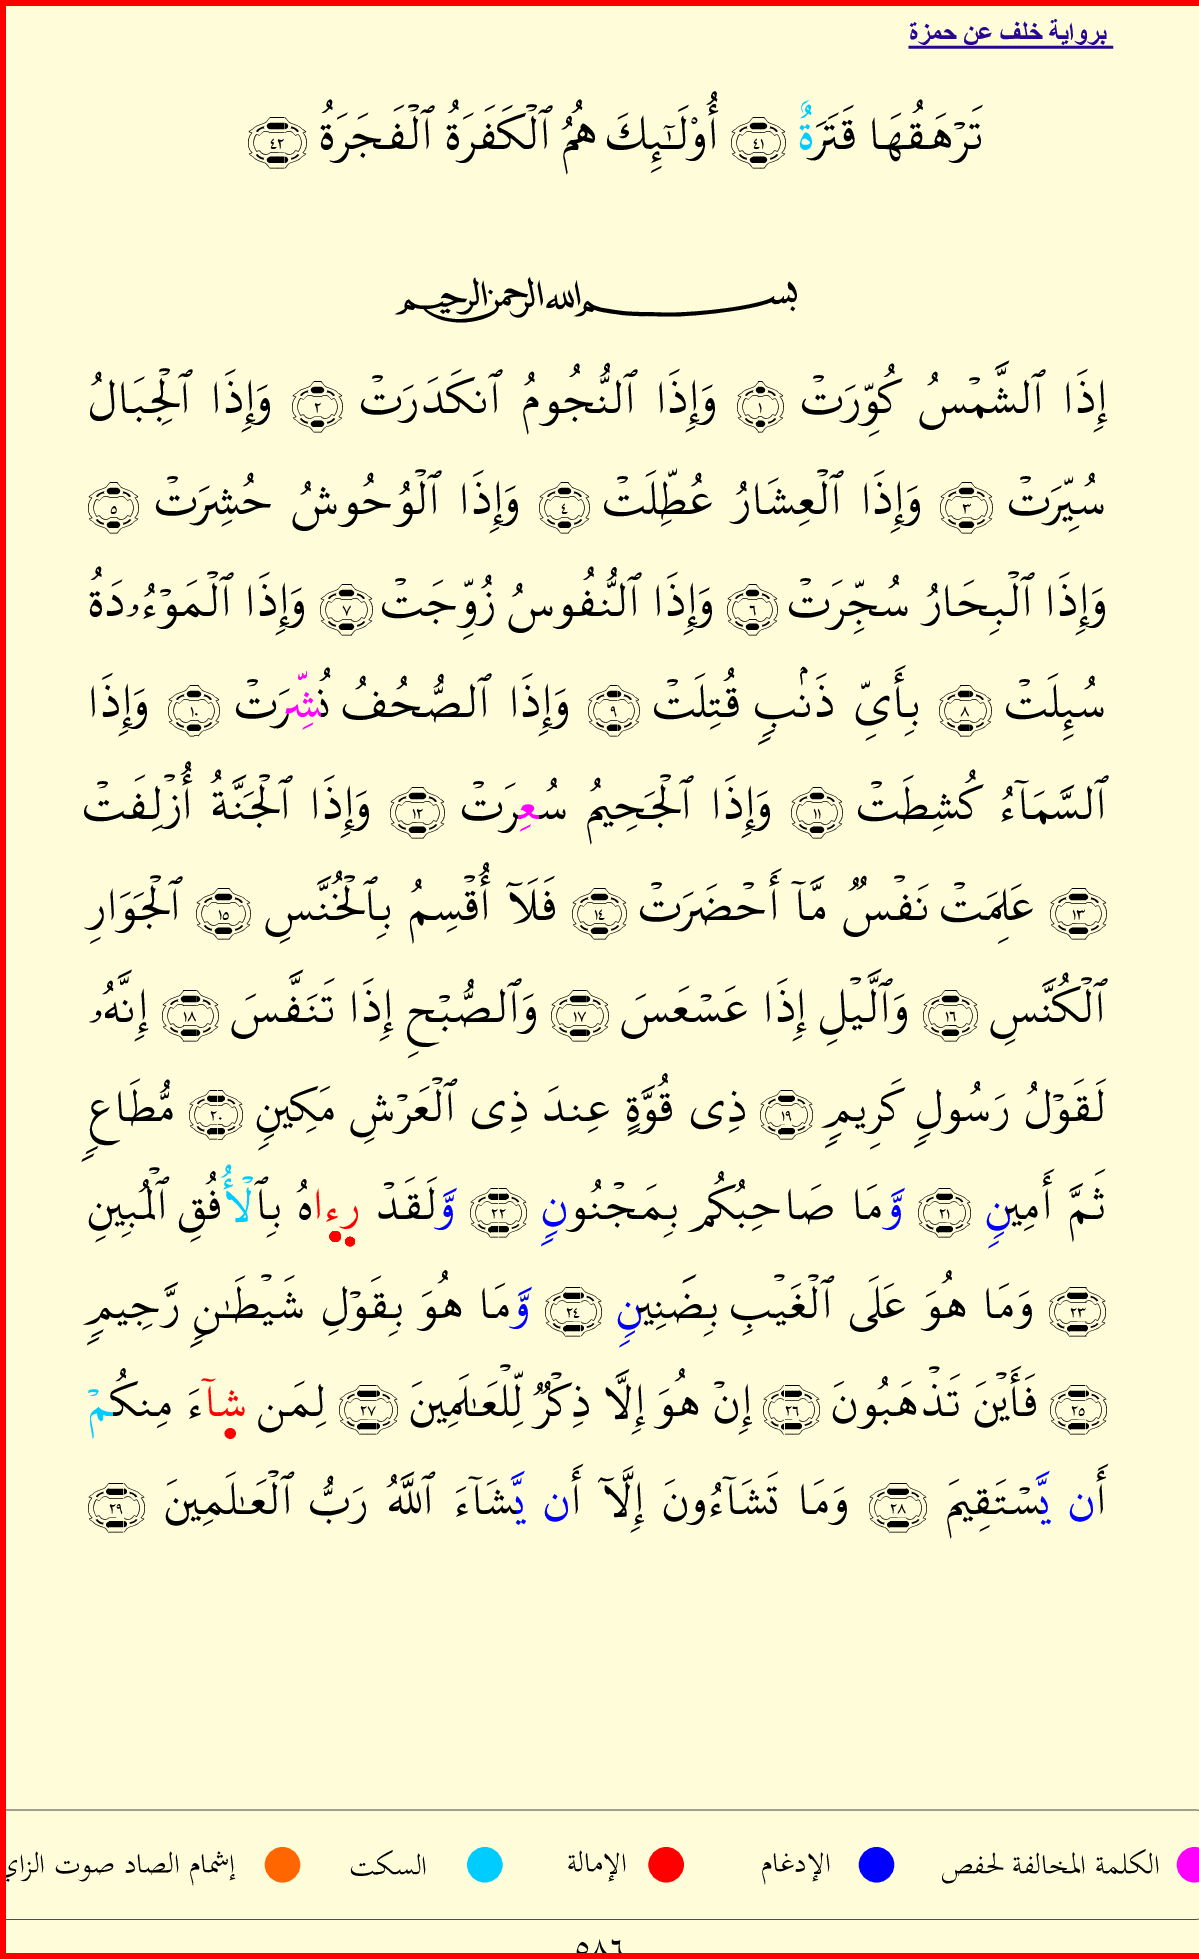 برواية خلف عن حمزة
تَرۡهَقُهَا قَتَرَةٌ ٤١ أُوْلَٰٓئِكَ هُمُ ٱلۡكَفَرَةُ ٱلۡفَجَرَةُ ٤٢
بسم الله الرحمن الرحيم
إِذَا ٱلشَّمۡسُ كُوِّرَتۡ ١ وَإِذَا ٱلنُّجُومُ ٱنكَدَرَتۡ ٢ وَإِذَا ٱلۡجِبَالُ
سُيِّرَتۡ ٣ وَإِذَا ٱلۡعِشَارُ عُطِّلَتۡ ٤ وَإِذَا ٱلۡوُحُوشُ حُشِرَتۡ ٥
وَإِذَا ٱلۡبِحَارُ سُجِّرَتۡ ٦ وَإِذَا ٱلنُّفُوسُ زُوِّجَتۡ ٧ وَإِذَا ٱلۡمَوۡءُۥدَةُ
سُئِلَتۡ ٨ بِأَيِّ ذَنۢبٖ قُتِلَتۡ ٩ وَإِذَا ٱلصُّحُفُ نُشِّرَتۡ ١٠ وَإِذَا
ٱلسَّمَآءُ كُشِطَتۡ ١١ وَإِذَا ٱلۡجَحِيمُ سُعِرَتۡ ١٢ وَإِذَا ٱلۡجَنَّةُ أُزۡلِفَتۡ
١٣ عَلِمَتۡ نَفۡسٞ مَّآ أَحۡضَرَتۡ ١٤ فَلَآ أُقۡسِمُ بِٱلۡخُنَّسِ ١٥ ٱلۡجَوَارِ
ٱلۡكُنَّسِ ١٦ وَٱلَّيۡلِ إِذَا عَسۡعَسَ ١٧ وَٱلصُّبۡحِ إِذَا تَنَفَّسَ ١٨ إِنَّهُۥ
لَقَوۡلُ رَسُولٖ كَرِيمٖ ١٩ ذِي قُوَّةٍ عِندَ ذِي ٱلۡعَرۡشِ مَكِينٖ ٢٠ مُّطَاعٖ
ثَمَّ أَمِينٖ ٢١ وَّمَا صَاحِبُكُم بِمَجۡنُونٖ ٢٢ وَّلَقَدۡ رِءِاهُ بِٱلۡأُفُقِ ٱلۡمُبِينِ
٢٣ وَمَا هُوَ عَلَى ٱلۡغَيۡبِ بِضَنِينٖ ٢٤ وَّمَا هُوَ بِقَوۡلِ شَيۡطَٰنٖ رَّجِيمٖ
٢٥ فَأَيۡنَ تَذۡهَبُونَ ٢٦ إِنۡ هُوَ إِلَّا ذِكۡرٞ لِّلۡعَٰلَمِينَ ٢٧ لِمَن شِآءَ مِنكُمۡ
أَن يَّسۡتَقِيمَ ٢٨ وَمَا تَشَآءُونَ إِلَّآ أَن يَّشَآءَ ٱللَّهُ رَبُّ ٱلۡعَٰلَمِينَ ٢٩
الكلمة المخالفة لحفص الإدغام الإمالة السكت إشمام الصاد صوت الزاي
٥٨٦